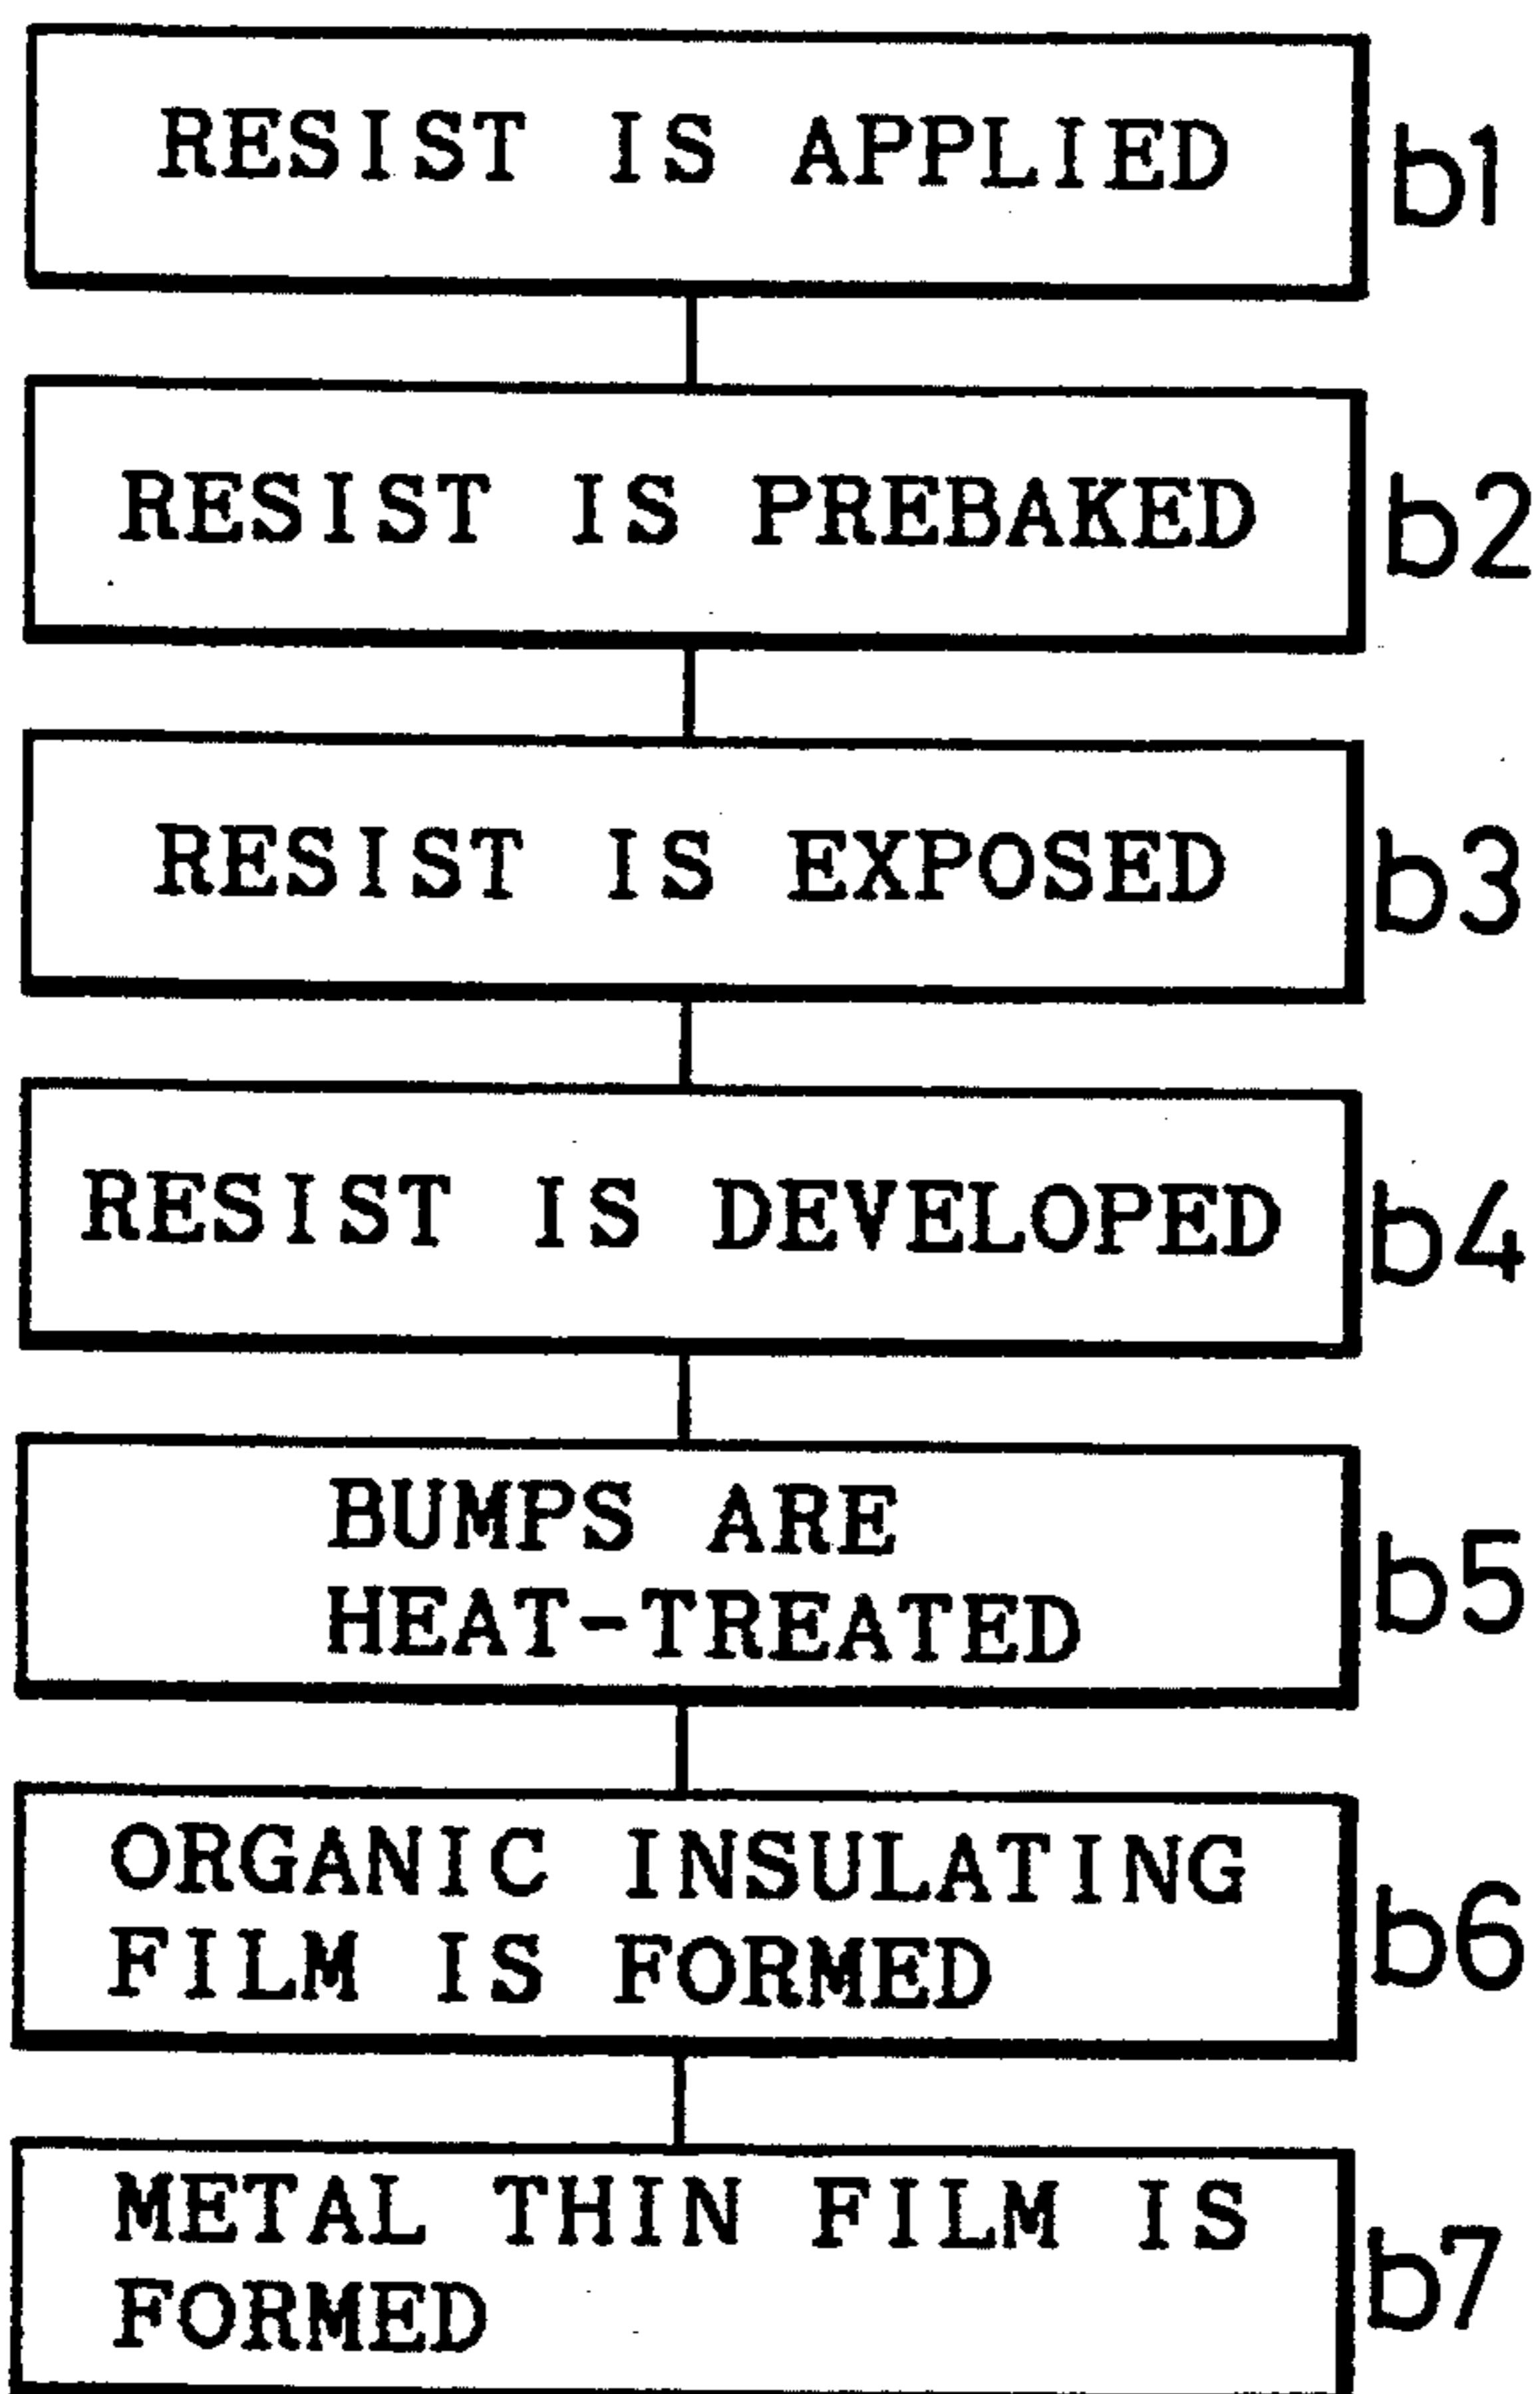 RESIST IS APPLIED b1
RESIST IS PREBAKED b2
RESIST IS EXPOSED b3
RESIST IS DEVELOPED b4
BUMPS ARE
HEAT-TREATED b5
ORGANIC INSULATING
FILM IS FORMED b6
METAL THIN FILM IS
FORMED b7